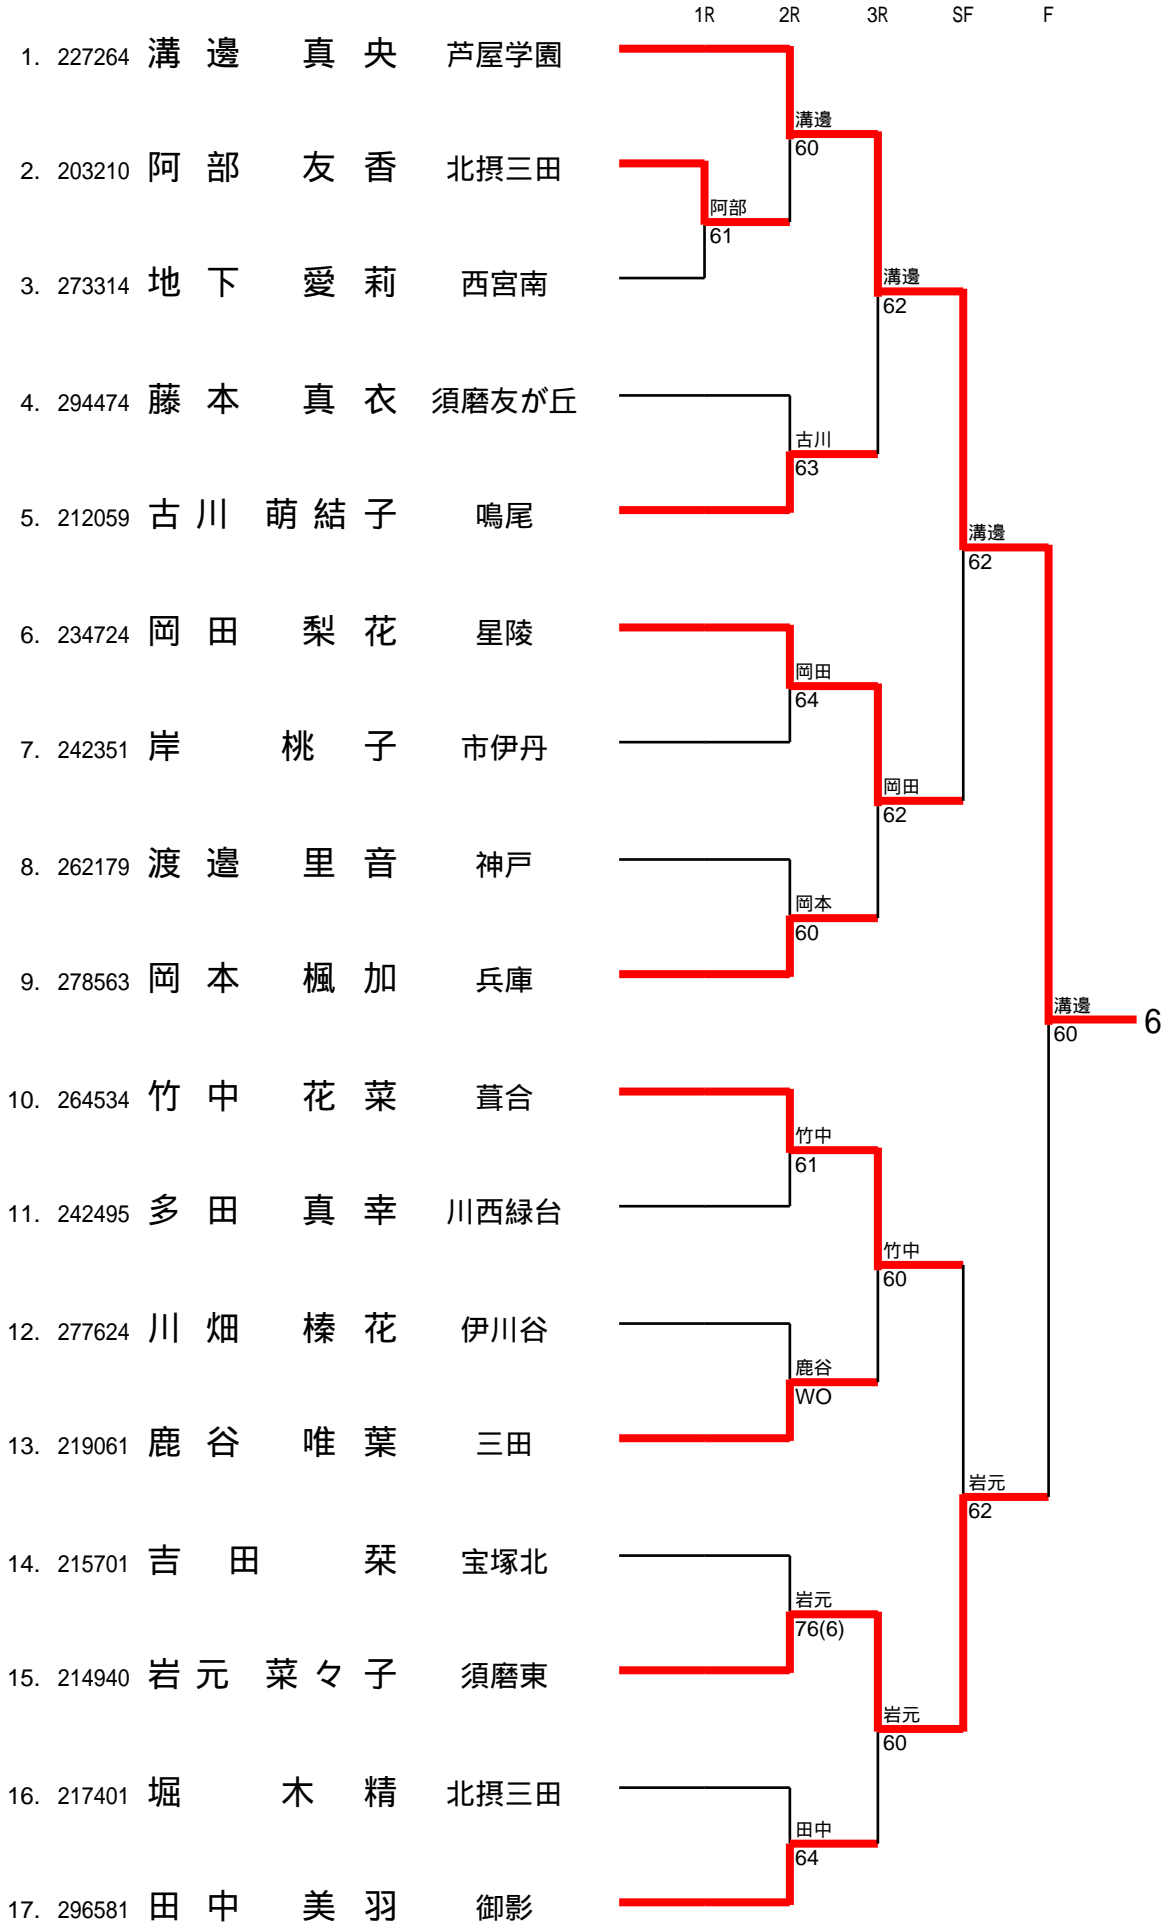 1R 2R 3R SF F
1. 227264 溝邊 真央 芦屋学園
溝邊
60
2. 203210 阿部 友香 北摂三田
阿部
61
3. 273314 地下 愛莉 西宮南
溝邊
62
4. 294474 藤本 真衣 須磨友が丘
古川
63
5. 212059 古川 萌結子 鳴尾
溝邊
62
6. 234724 岡田 梨花 星陵
岡田
64
7. 242351 岸 桃子 市伊丹
岡田
62
8. 262179 渡邉 里音 神戸
岡本
60
9. 278563 岡本 楓加 兵庫
溝邊
60
6
10. 264534 竹中 花菜 葺合
竹中
61
11. 242495 多田 真幸 川西緑台
竹中
60
12. 277624 川畑 榛花 伊川谷
鹿谷
WO
13. 219061 鹿谷 唯葉 三田
岩元
62
14. 215701 吉田 栞 宝塚北
岩元
76(6)
15. 214940 岩元 菜々子 須磨東
岩元
60
16. 217401 堀 木精 北摂三田
田中
64
17. 296581 田中 美羽 御影